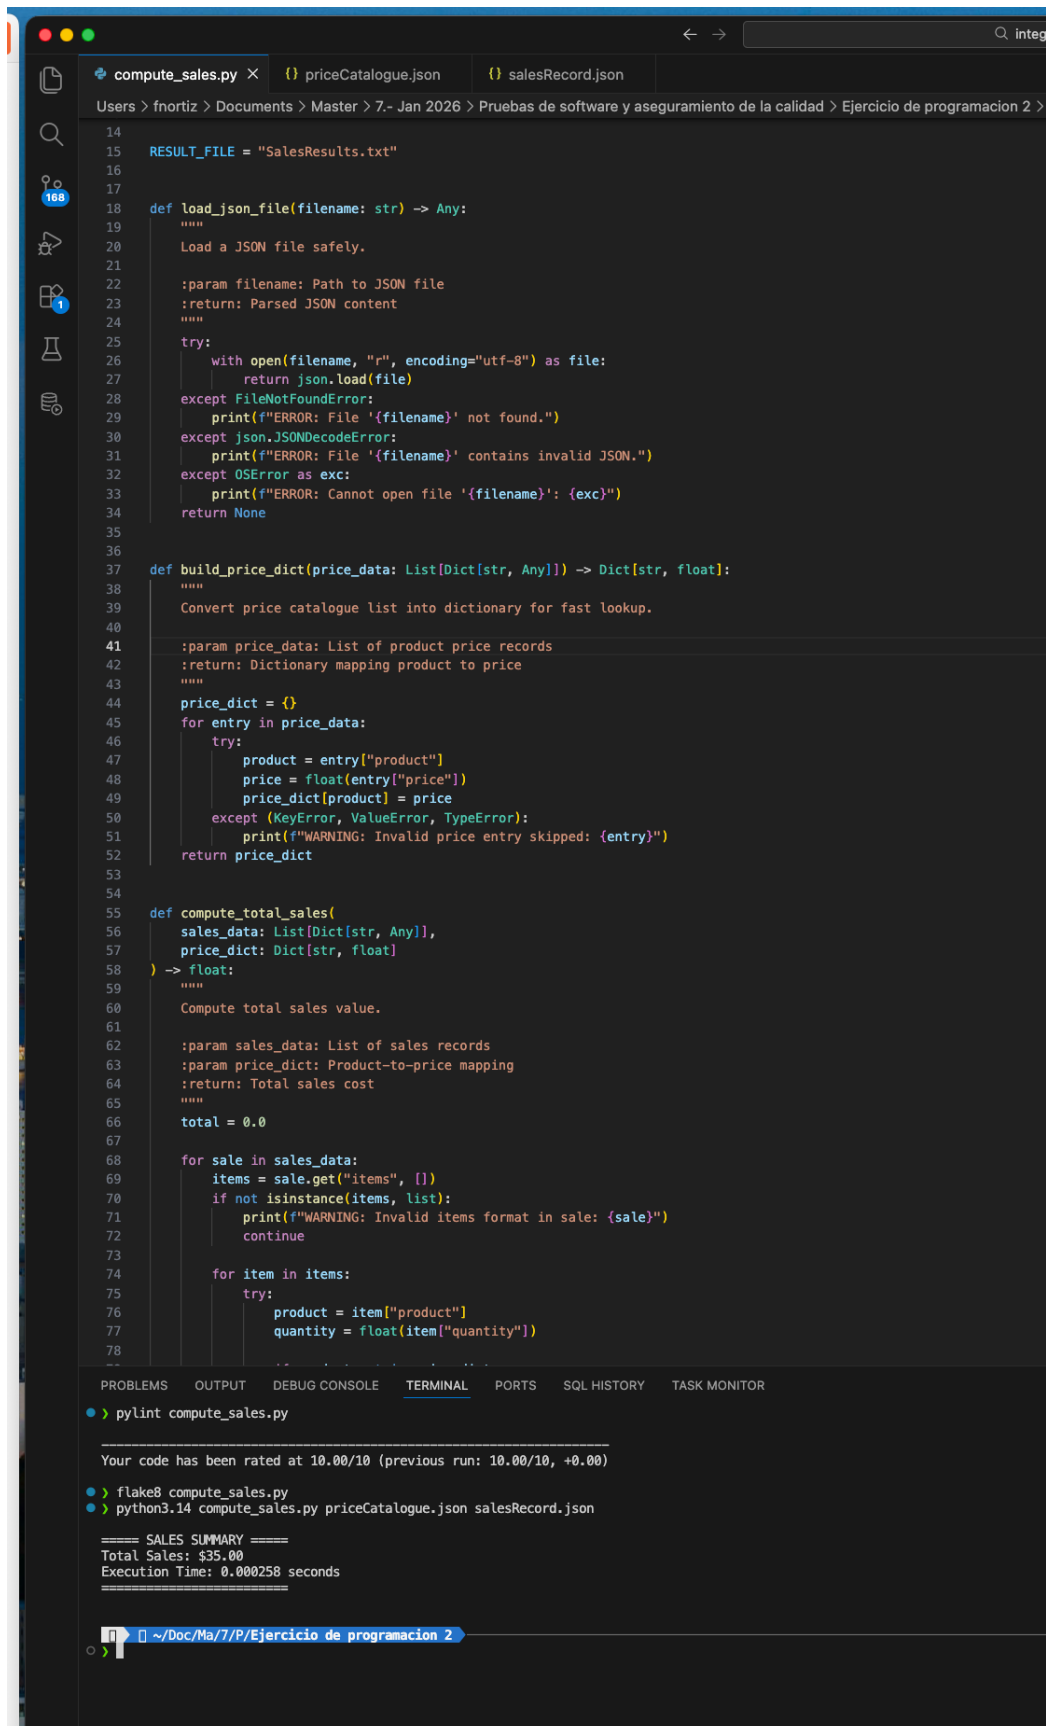 ← → integ
compute_sales.py × {} priceCatalogue.json {} salesRecord.json
Users > fnortiz > Documents > Master > 7.- Jan 2026 > Pruebas de software y aseguramiento de la calidad > Ejercicio de programacion 2 >
168
1
14
15 RESULT_FILE = "SalesResults.txt"
16
17
18 def load_json_file(filename: str) -> Any:
19 """
20 Load a JSON file safely.
21
22 :param filename: Path to JSON file
23 :return: Parsed JSON content
24 """
25 try:
26 with open(filename, "r", encoding="utf-8") as file:
27 return json.load(file)
28 except FileNotFoundError:
29 print(f"ERROR: File '{filename}' not found.")
30 except json.JSONDecodeError:
31 print(f"ERROR: File '{filename}' contains invalid JSON.")
32 except OSError as exc:
33 print(f"ERROR: Cannot open file '{filename}': {exc}")
34 return None
35
36
37 def build_price_dict(price_data: List[Dict[str, Any]]) -> Dict[str, float]:
38 """
39 Convert price catalogue list into dictionary for fast lookup.
40
41 :param price_data: List of product price records
42 :return: Dictionary mapping product to price
43 """
44 price_dict = {}
45 for entry in price_data:
46 try:
47 product = entry["product"]
48 price = float(entry["price"])
49 price_dict[product] = price
50 except (KeyError, ValueError, TypeError):
51 print(f"WARNING: Invalid price entry skipped: {entry}")
52 return price_dict
53
54
55 def compute_total_sales(
56 sales_data: List[Dict[str, Any]],
57 price_dict: Dict[str, float]
58 ) -> float:
59 """
60 Compute total sales value.
61
62 :param sales_data: List of sales records
63 :param price_dict: Product-to-price mapping
64 :return: Total sales cost
65 """
66 total = 0.0
67
68 for sale in sales_data:
69 items = sale.get("items", [])
70 if not isinstance(items, list):
71 print(f"WARNING: Invalid items format in sale: {sale}")
72 continue
73
74 for item in items:
75 try:
76 product = item["product"]
77 quantity = float(item["quantity"])
78
PROBLEMS OUTPUT DEBUG CONSOLE TERMINAL PORTS SQL HISTORY TASK MONITOR
❯ pylint compute_sales.py
--------------------------------------------------------------------
Your code has been rated at 10.00/10 (previous run: 10.00/10, +0.00)
❯ flake8 compute_sales.py
❯ python3.14 compute_sales.py priceCatalogue.json salesRecord.json
===== SALES SUMMARY =====
Total Sales: $35.00
Execution Time: 0.000258 seconds
=========================
~/Doc/Ma/7/P/Ejercicio de programacion 2
❯